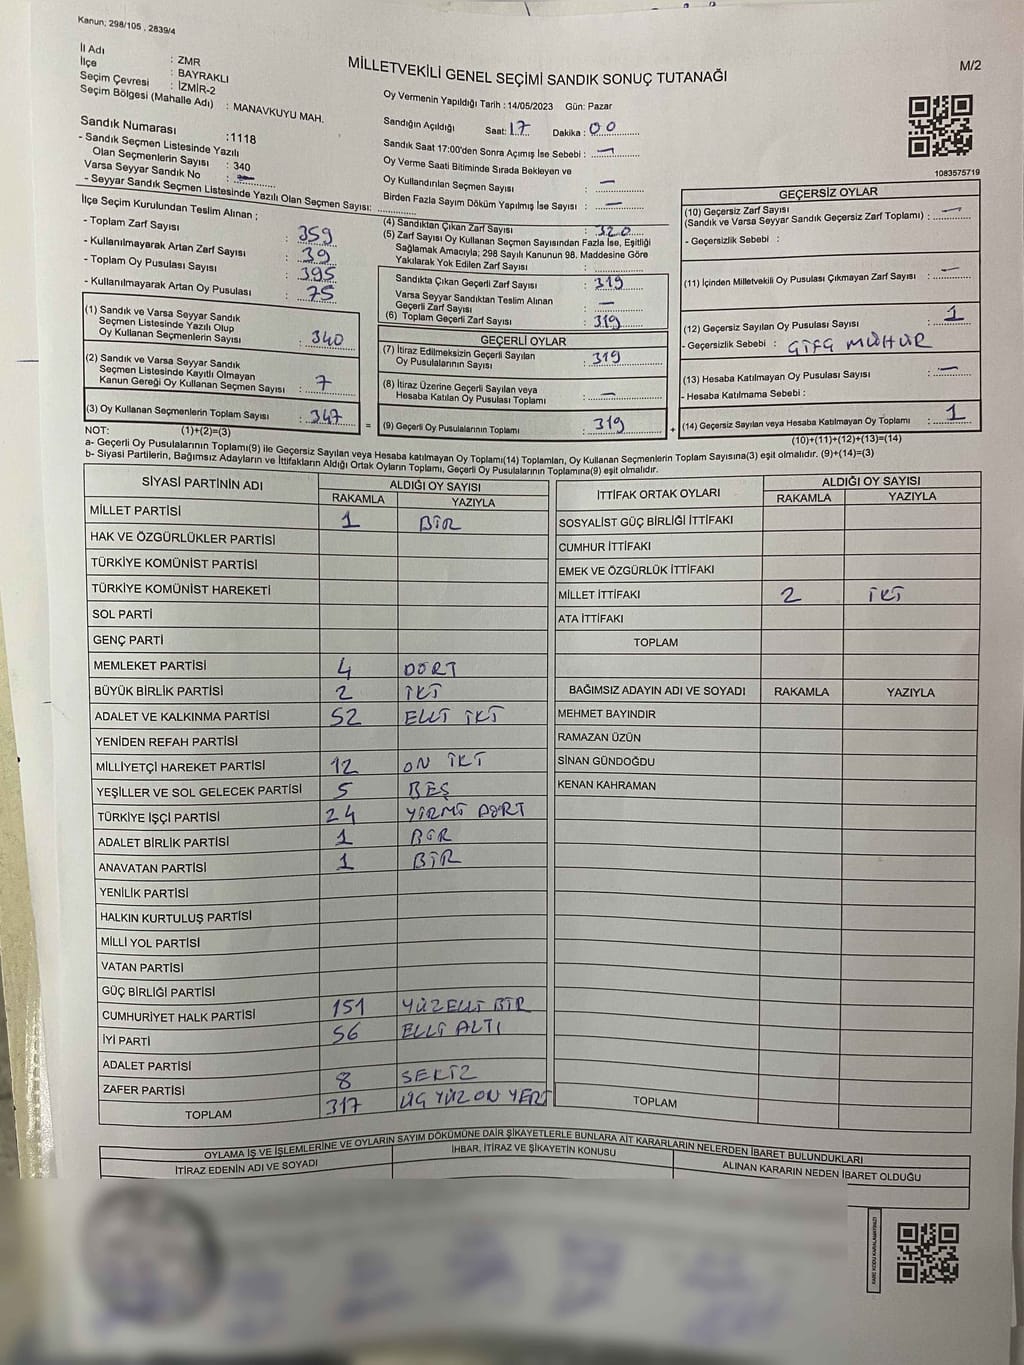 Kanun; 298/105 , 2839/4
İl Adı : ZMR
İlçe : BAYRAKLI
Seçim Çevresi : İZMİR-2
Seçim Bölgesi (Mahalle Adı) : MANAVKUYU MAH.
MİLLETVEKİLİ GENEL SEÇİMİ SANDIK SONUÇ TUTANAĞI
M/2
Sandık Numarası :1118
- Sandık Seçmen Listesinde Yazılı
Olan Seçmenlerin Sayısı : 340
Varsa Seyyar Sandık No : -
- Seyyar Sandık Seçmen Listesinde Yazılı Olan Seçmen Sayısı:
Oy Vermenin Yapıldığı Tarih : 14/05/2023 Gün: Pazar
Sandığın Açıldığı Saat: 17 Dakika : 00
Sandık Saat 17:00'den Sonra Açımış İse Sebebi : -
Oy Verme Saati Bitiminde Sırada Bekleyen ve
Oy Kullandırılan Seçmen Sayısı : -
Birden Fazla Sayım Döküm Yapılmış İse Sayısı : -
1083575719
İlçe Seçim Kurulundan Teslim Alınan ;
- Toplam Zarf Sayısı : 359
- Kullanılmayarak Artan Zarf Sayısı : 39
- Toplam Oy Pusulası Sayısı : 395
- Kullanılmayarak Artan Oy Pusulası : 75
(1) Sandık ve Varsa Seyyar Sandık
Seçmen Listesinde Yazılı Olup
Oy Kullanan Seçmenlerin Sayısı : 340
(2) Sandık ve Varsa Seyyar Sandık
Seçmen Listesinde Kayıtlı Olmayan
Kanun Gereği Oy Kullanan Seçmen Sayısı : 7
(3) Oy Kullanan Seçmenlerin Toplam Sayısı : 347
(4) Sandıktan Çıkan Zarf Sayısı : 320
(5) Zarf Sayısı Oy Kullanan Seçmen Sayısından Fazla İse, Eşitliği
Sağlamak Amacıyla; 298 Sayılı Kanunun 98. Maddesine Göre
Yakılarak Yok Edilen Zarf Sayısı :
Sandıkta Çıkan Geçerli Zarf Sayısı : 319
Varsa Seyyar Sandıktan Teslim Alınan
Geçerli Zarf Sayısı : -
(6) Toplam Geçerli Zarf Sayısı : 319
GEÇERLİ OYLAR
(7) İtiraz Edilmeksizin Geçerli Sayılan
Oy Pusulalarının Sayısı : 319
(8) İtiraz Üzerine Geçerli Sayılan veya
Hesaba Katılan Oy Pusulası Toplamı : -
= (9) Geçerli Oy Pusulalarının Toplamı : 319
GEÇERSİZ OYLAR
(10) Geçersiz Zarf Sayısı
(Sandık ve Varsa Seyyar Sandık Geçersiz Zarf Toplamı) : -
- Geçersizlik Sebebi :
(11) İçinden Milletvekili Oy Pusulası Çıkmayan Zarf Sayısı : -
(12) Geçersiz Sayılan Oy Pusulası Sayısı : 1
- Geçersizlik Sebebi : ÇİFG MÜHÜR
(13) Hesaba Katılmayan Oy Pusulası Sayısı : -
- Hesaba Katılmama Sebebi :
+ (14) Geçersiz Sayılan veya Hesaba Katılmayan Oy Toplamı : 1
NOT: (1)+(2)=(3)
(10)+(11)+(12)+(13)=(14)
a- Geçerli Oy Pusulalarının Toplamı(9) ile Geçersiz Sayılan veya Hesaba katılmayan Oy Toplamı(14) Toplamları, Oy Kullanan Seçmenlerin Toplam Sayısına(3) eşit olmalıdır. (9)+(14)=(3)
b- Siyasi Partilerin, Bağımsız Adayların ve İttifakların Aldığı Ortak Oyların Toplamı, Geçerli Oy Pusulalarının Toplamına(9) eşit olmalıdır.
SİYASİ PARTİNİN ADI ALDIĞI OY SAYISI
RAKAMLA YAZIYLA
MİLLET PARTİSİ 1 BİR
HAK VE ÖZGÜRLÜKLER PARTİSİ
TÜRKİYE KOMÜNİST PARTİSİ
TÜRKİYE KOMÜNİST HAREKETİ
SOL PARTİ
GENÇ PARTİ
MEMLEKET PARTİSİ 4 DÖRT
BÜYÜK BİRLİK PARTİSİ 2 İKİ
ADALET VE KALKINMA PARTİSİ 52 ELLİ İKİ
YENİDEN REFAH PARTİSİ
MİLLİYETÇİ HAREKET PARTİSİ 12 ON İKİ
YEŞİLLER VE SOL GELECEK PARTİSİ 5 BEŞ
TÜRKİYE İŞÇİ PARTİSİ 24 YİRMİ DÖRT
ADALET BİRLİK PARTİSİ 1 BİR
ANAVATAN PARTİSİ 1 BİR
YENİLİK PARTİSİ
HALKIN KURTULUŞ PARTİSİ
MİLLİ YOL PARTİSİ
VATAN PARTİSİ
GÜÇ BİRLİĞİ PARTİSİ
CUMHURİYET HALK PARTİSİ 151 YÜZELLİ BİR
İYİ PARTİ 56 ELLİ ALTI
ADALET PARTİSİ
ZAFER PARTİSİ 8 SEKİZ
TOPLAM 317 ÜÇ YÜZ ON YEDİ
İTTİFAK ORTAK OYLARI ALDIĞI OY SAYISI
RAKAMLA YAZIYLA
SOSYALİST GÜÇ BİRLİĞİ İTTİFAKI
CUMHUR İTTİFAKI
EMEK VE ÖZGÜRLÜK İTTİFAKI
MİLLET İTTİFAKI 2 İKİ
ATA İTTİFAKI
TOPLAM
BAĞIMSIZ ADAYIN ADI VE SOYADI RAKAMLA YAZIYLA
MEHMET BAYINDIR
RAMAZAN ÜZÜN
SİNAN GÜNDOĞDU
KENAN KAHRAMAN
TOPLAM
OYLAMA İŞ VE İŞLEMLERİNE VE OYLARIN SAYIM DÖKÜMÜNE DAİR ŞİKAYETLERLE BUNLARA AİT KARARLARIN NELERDEN İBARET BULUNDUKLARI
İTİRAZ EDENİN ADI VE SOYADI İHBAR, İTİRAZ VE ŞİKAYETİN KONUSU ALINAN KARARIN NEDEN İBARET OLDUĞU
KARE KODU KARALAMAYINIZ!